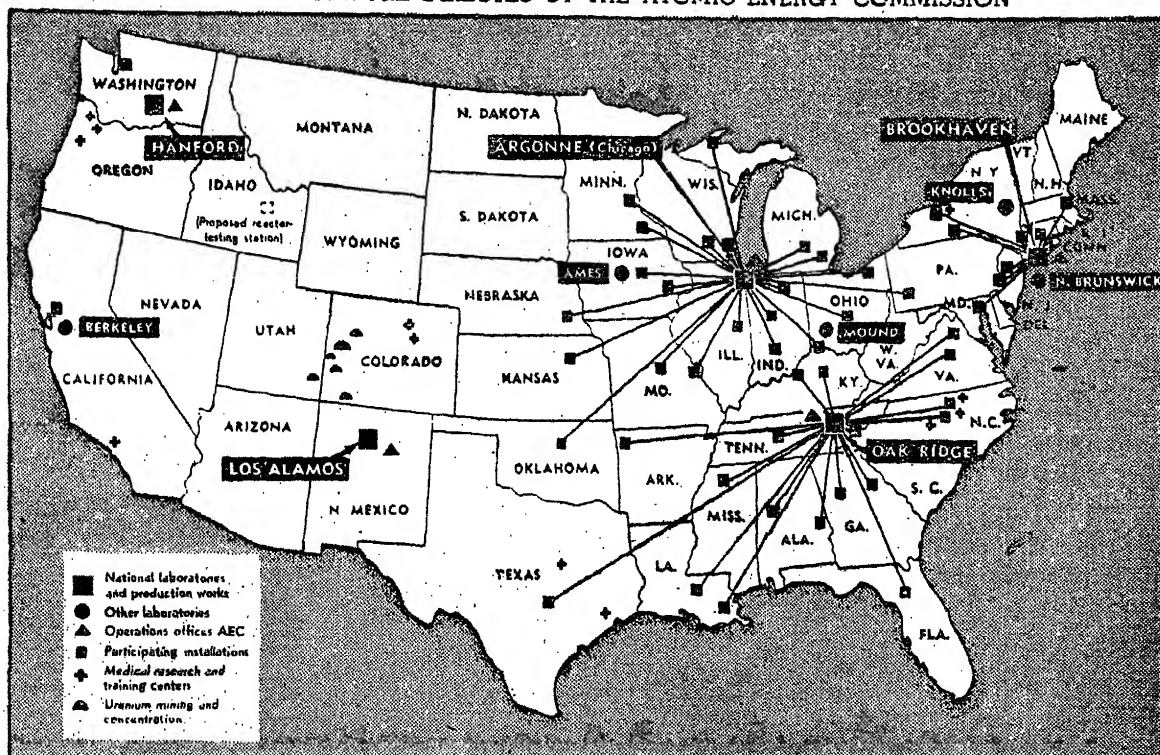 OF THE ATOMIC ENERGY COMMISSION
WASHINGTON
HANFORD
OREGON
IDAHO
(Proposed reactor-
testing station)
MONTANA
WYOMING
N. DAKOTA
S. DAKOTA
NEBRASKA
MINN.
WIS.
MICH.
ARGONNE (Chicago)
BROOKHAVEN
MAINE
VT.
N.H.
N Y
KNOLLS
MASS.
CONN
N. BRUNSWICK
N J
DEL
PA.
MD.
IOWA
AMES
OHIO
MOUND
W.
VA.
VA.
ILL.
IND.
KY.
NEVADA
UTAH
COLORADO
KANSAS
MO.
BERKELEY
CALIFORNIA
ARIZONA
LOS ALAMOS
N MEXICO
OKLAHOMA
ARK.
TENN.
OAK RIDGE
N.C.
S. C.
MISS.
ALA.
GA.
TEXAS
LA.
FLA.
National laboratories
and production works
Other laboratories
Operations offices AEC
Participating installations
Medical research and
training centers
Uranium mining and
concentration